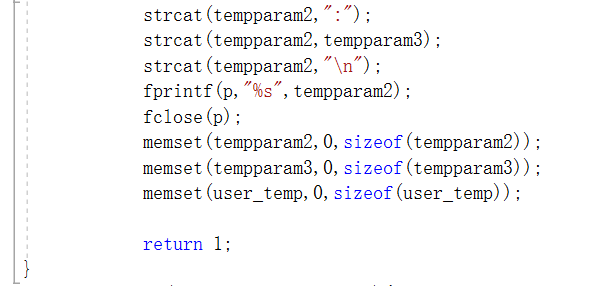 strcat(tempparam2,":");
strcat(tempparam2,tempparam3);
strcat(tempparam2,"\n");
fprintf(p,"%s",tempparam2);
fclose(p);
memset(tempparam2,0,sizeof(tempparam2));
memset(tempparam3,0,sizeof(tempparam3));
memset(user_temp,0,sizeof(user_temp));
return 1;
}